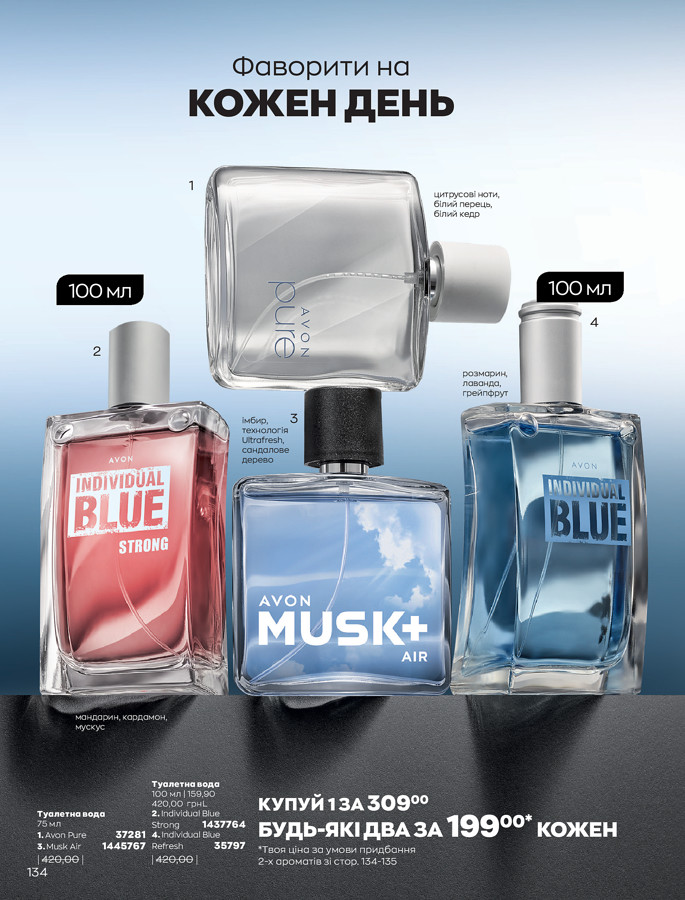 Фаворити на
КОЖЕН ДЕНЬ
1
цитрусові ноти,
білий перець,
білий кедр
100 мл
100 мл
2
4
AVON
pure
розмарин,
лаванда,
грейпфрут
3
імбир,
технологія
Ultrafresh,
сандалове
дерево
AVON
INDIVIDUAL
BLUE
STRONG
AVON
INDIVIDUAL
BLUE
AVON
MUSK+
AIR
мандарин, кардамон,
мускус
Туалетна вода
75 мл
1. Avon Pure 37281
3. Musk Air 1445767
| 420,00 |
Туалетна вода
100 мл | 159,90
420,00 грнL
2. Individual Blue
Strong 1437764
4. Individual Blue
Refresh 35797
| 420,00 |
КУПУЙ 1 ЗА 309⁰⁰
БУДЬ-ЯКІ ДВА ЗА 199⁰⁰* КОЖЕН
*Твоя ціна за умови придбання
2-х ароматів зі стор. 134-135
134